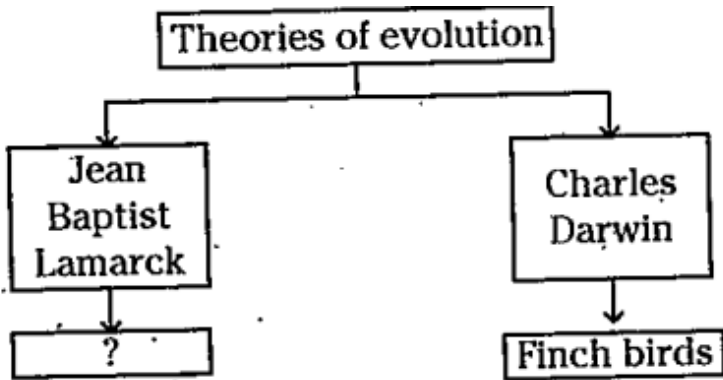 Theories of evolution
Jean
Baptist
Lamarck
Charles
Darwin
?
Finch birds